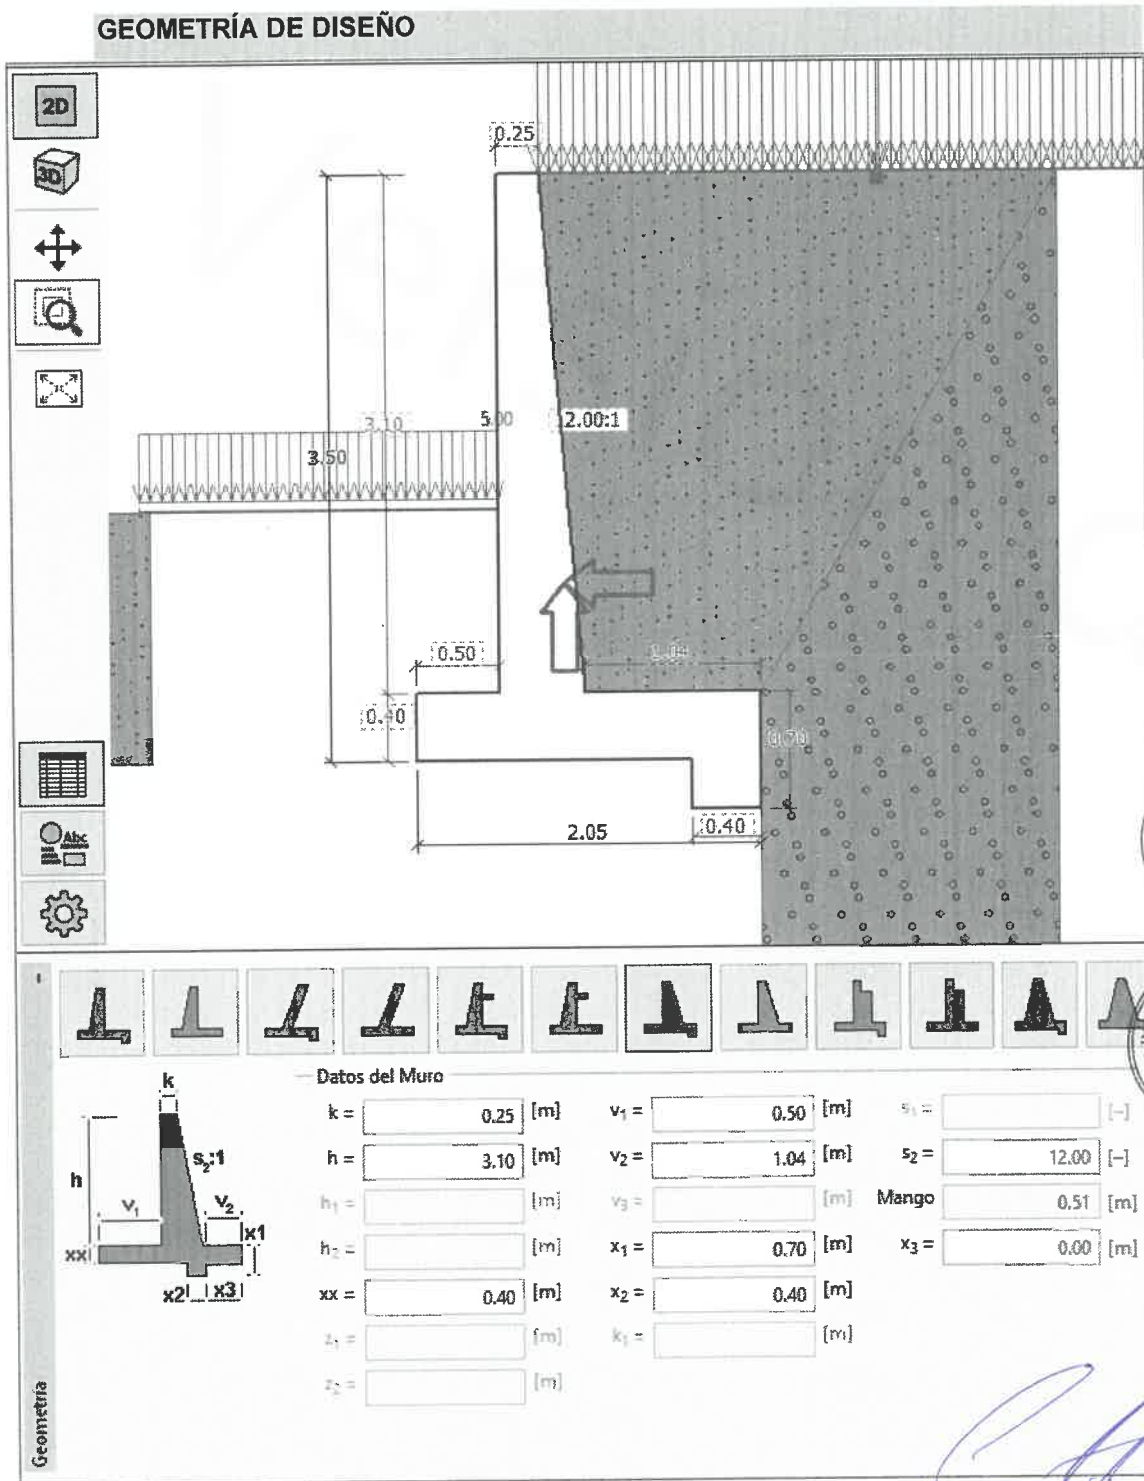 GEOMETRÍA DE DISEÑO
2D
3D
0.25
3.10
5.00
2.00:1
3.50
0.50
1.04
0.40
0.70
2.05
0.40
Abc
k
Datos del Muro
k = 0.25 [m] v1 = 0.50 [m] s1 = [-]
h = 3.10 [m] v2 = 1.04 [m] s2 = 12.00 [-]
h1 = [m] v3 = [m] Mango 0.51 [m]
h2 = [m] x1 = 0.70 [m] x3 = 0.00 [m]
xx = 0.40 [m] x2 = 0.40 [m]
z1 = [m] k1 = [m]
z2 = [m]
h
s2:1
v1
v2
x1
xx
x2
x3
Geometría